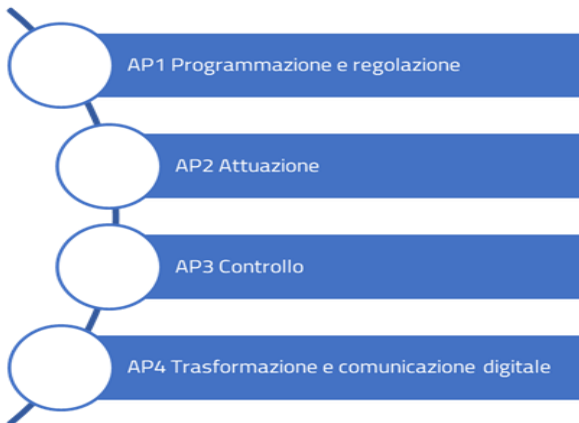 AP1 Programmazione e regolazione
AP2 Attuazione
AP3 Controllo
AP4 Trasformazione e comunicazione digitale